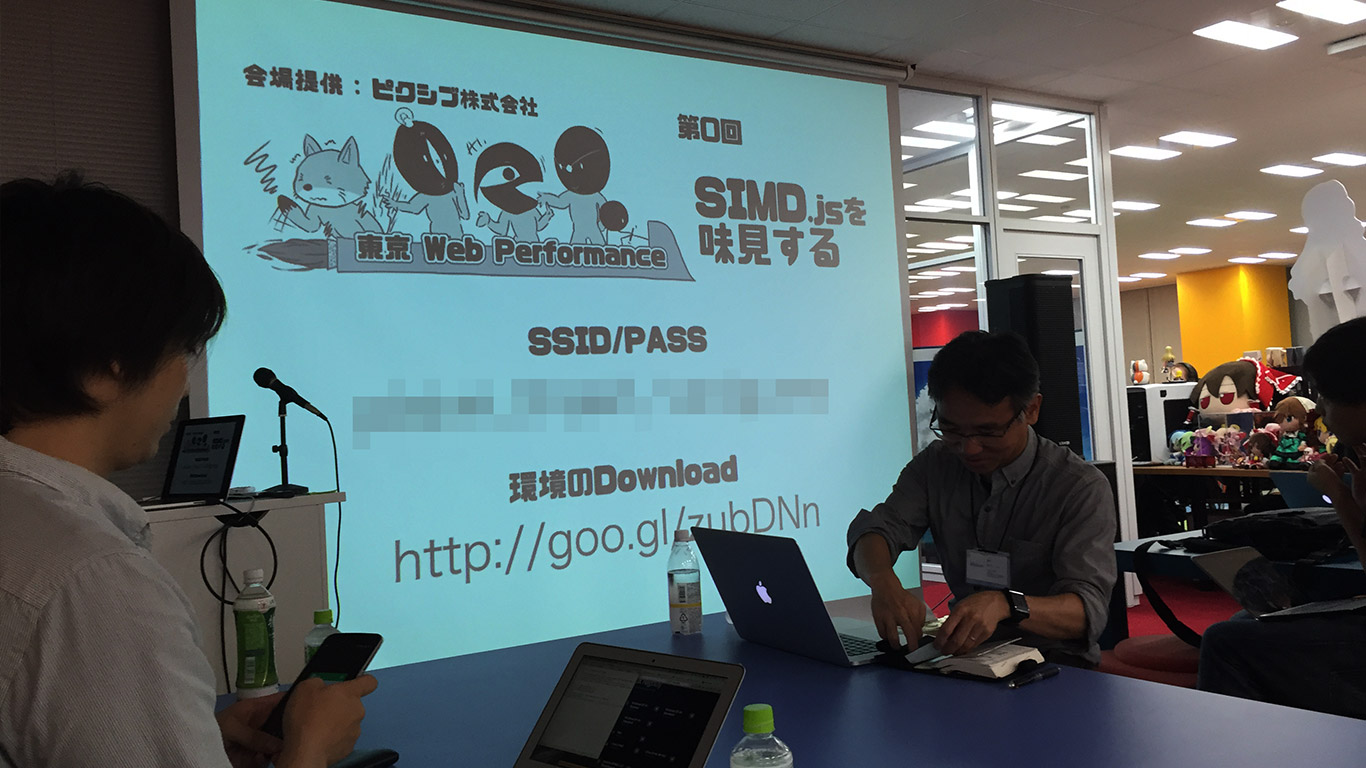 会場提供：ピクシブ株式会社
第0回
SIMD.jsを
味見する
東京 Web Performance
SSID/PASS
環境のDownload
http://goo.gl/zubDNn